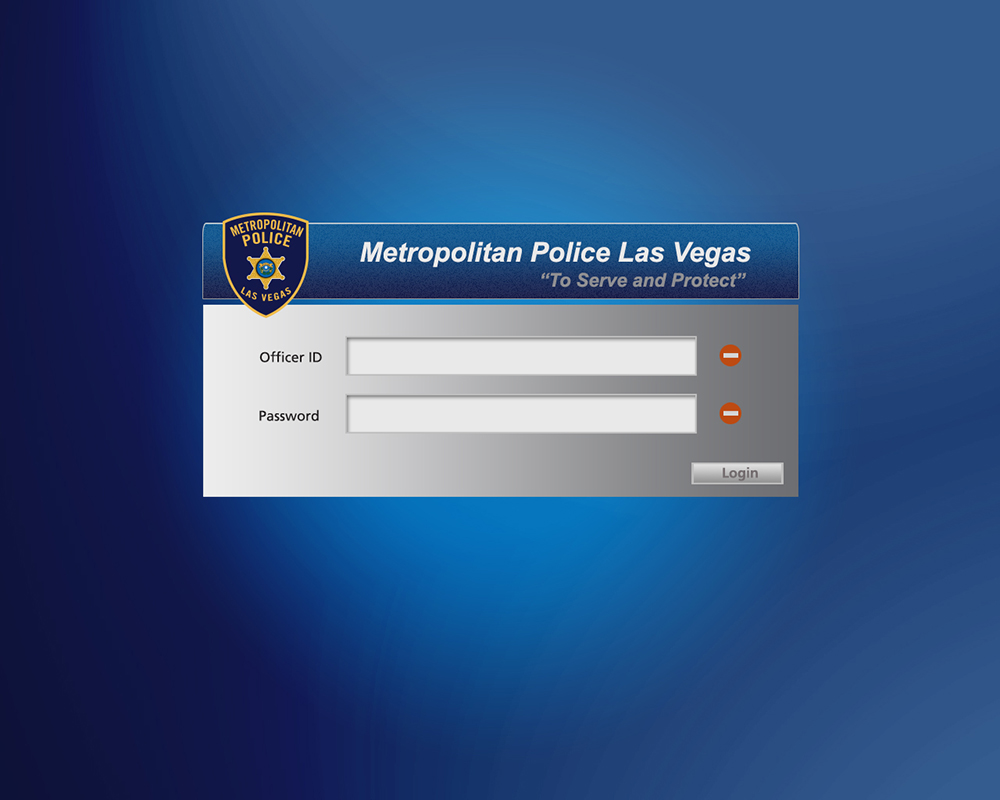 METROPOLITAN
POLICE
LAS VEGAS
Metropolitan Police Las Vegas
“To Serve and Protect”
Officer ID
Password
Login